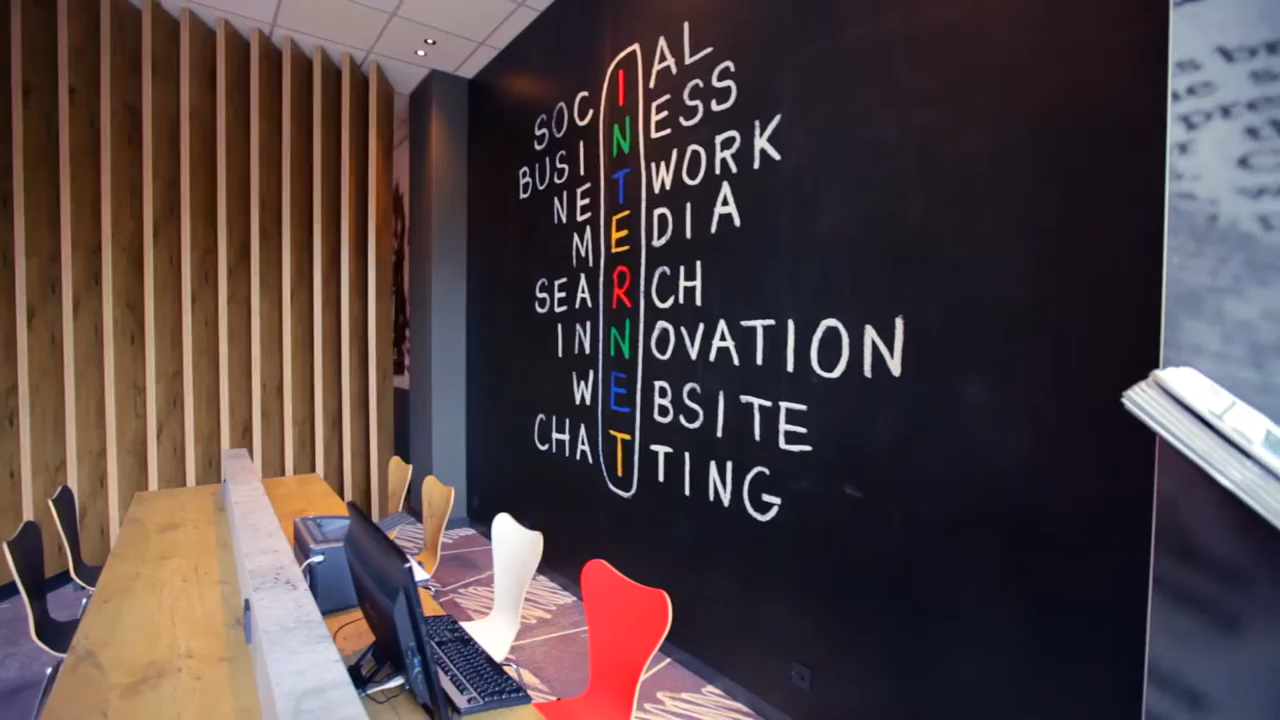 SOCIAL
BUSINESS
NETWORK
MEDIA
SEARCH
INNOVATION
WEBSITE
CHATTING